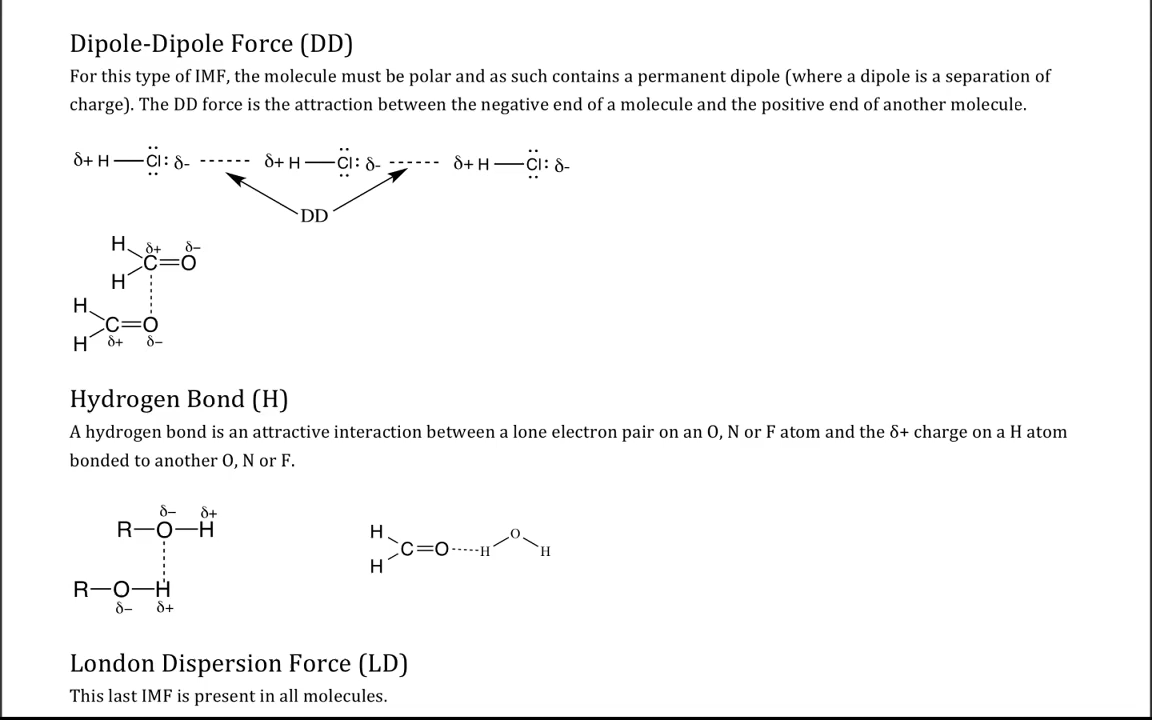 Dipole-Dipole Force (DD)
For this type of IMF, the molecule must be polar and as such contains a permanent dipole (where a dipole is a separation of
charge). The DD force is the attraction between the negative end of a molecule and the positive end of another molecule.
δ+ H Cl: δ- ------ δ+ H Cl: δ- ------ δ+ H Cl: δ-
DD
H δ+ δ–
C=O
H
H
C=O
H δ+ δ–
Hydrogen Bond (H)
A hydrogen bond is an attractive interaction between a lone electron pair on an O, N or F atom and the δ+ charge on a H atom
bonded to another O, N or F.
δ– δ+
R—O—H
R—O—H
δ– δ+
H O
C=O-----H H
H
London Dispersion Force (LD)
This last IMF is present in all molecules.